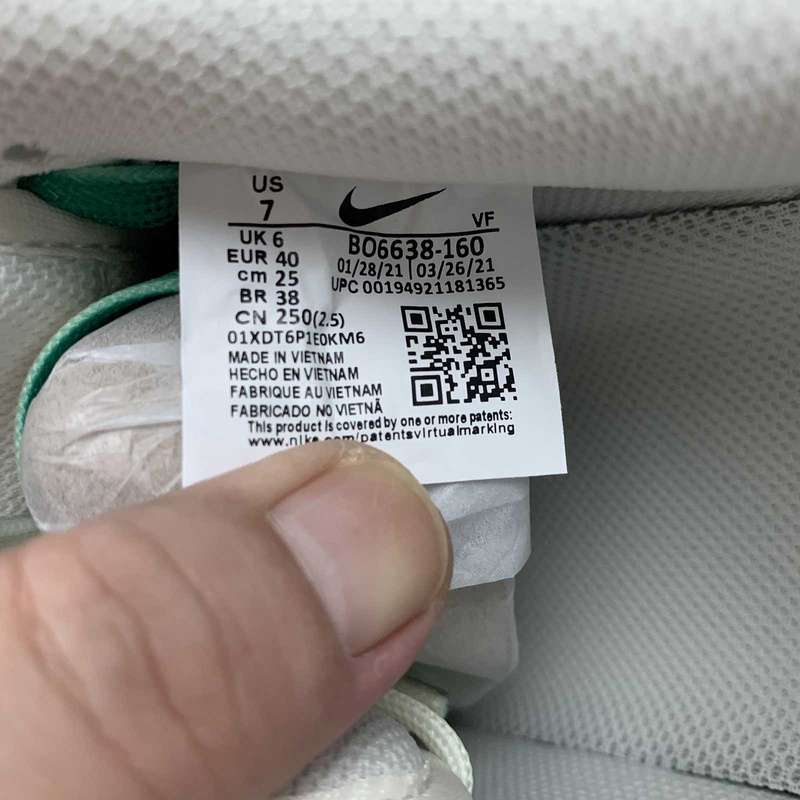 US
7
VF
UK 6
EUR 40
cm 25
BR 38
CN 250(2.5)
BO6638-160
01/28/21 | 03/26/21
UPC 00194921181365
01XDT6P1E0KM6
MADE IN VIETNAM
HECHO EN VIETNAM
FABRIQUE AU VIETNAM
FABRICADO NO VIETNÃ
This product is covered by one or more patents:
www.nike.com/patentsvirtualmarking